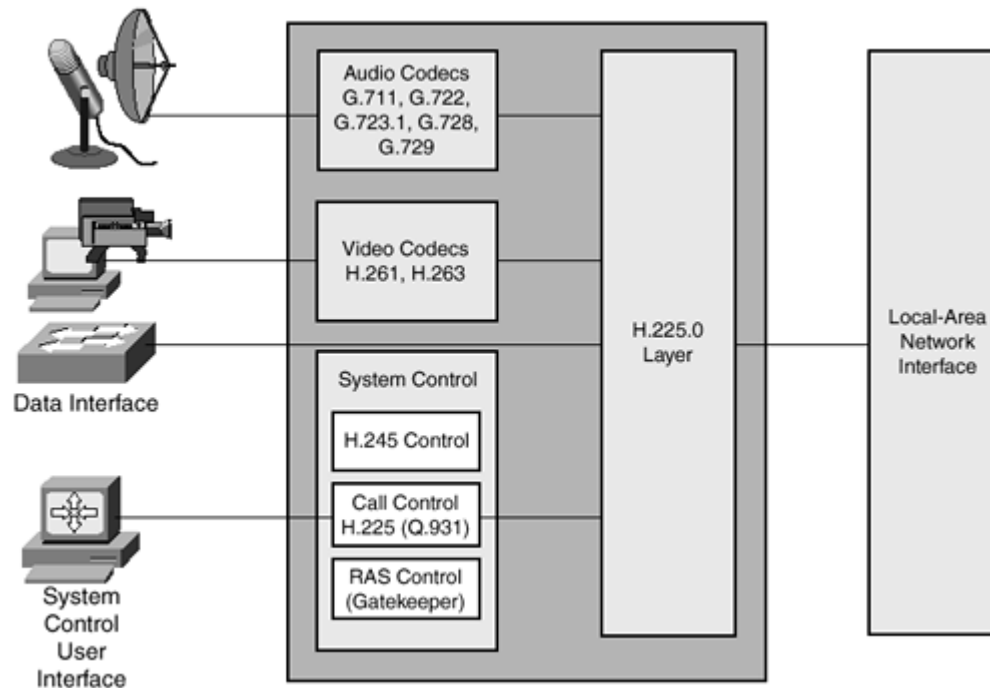 Audio Codecs
G.711, G.722,
G.723.1, G.728,
G.729
Video Codecs
H.261, H.263
Data Interface
System Control
H.245 Control
Call Control
H.225 (Q.931)
RAS Control
(Gatekeeper)
System
Control
User
Interface
H.225.0
Layer
Local-Area
Network
Interface